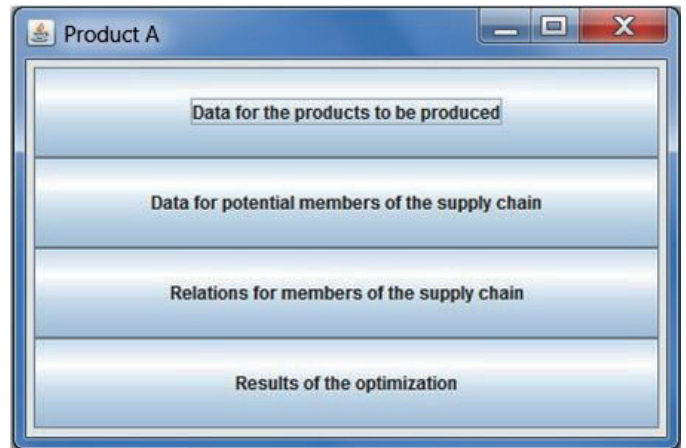 Product A
Data for the products to be produced
Data for potential members of the supply chain
Relations for members of the supply chain
Results of the optimization